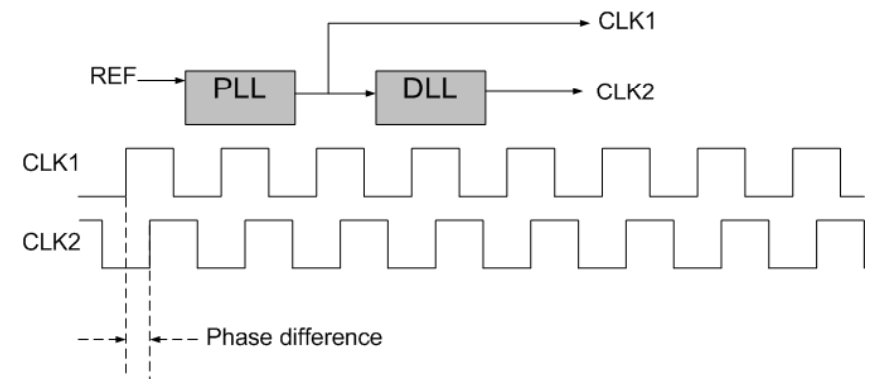 CLK1
REF
PLL
DLL
CLK2
CLK1
CLK2
Phase difference